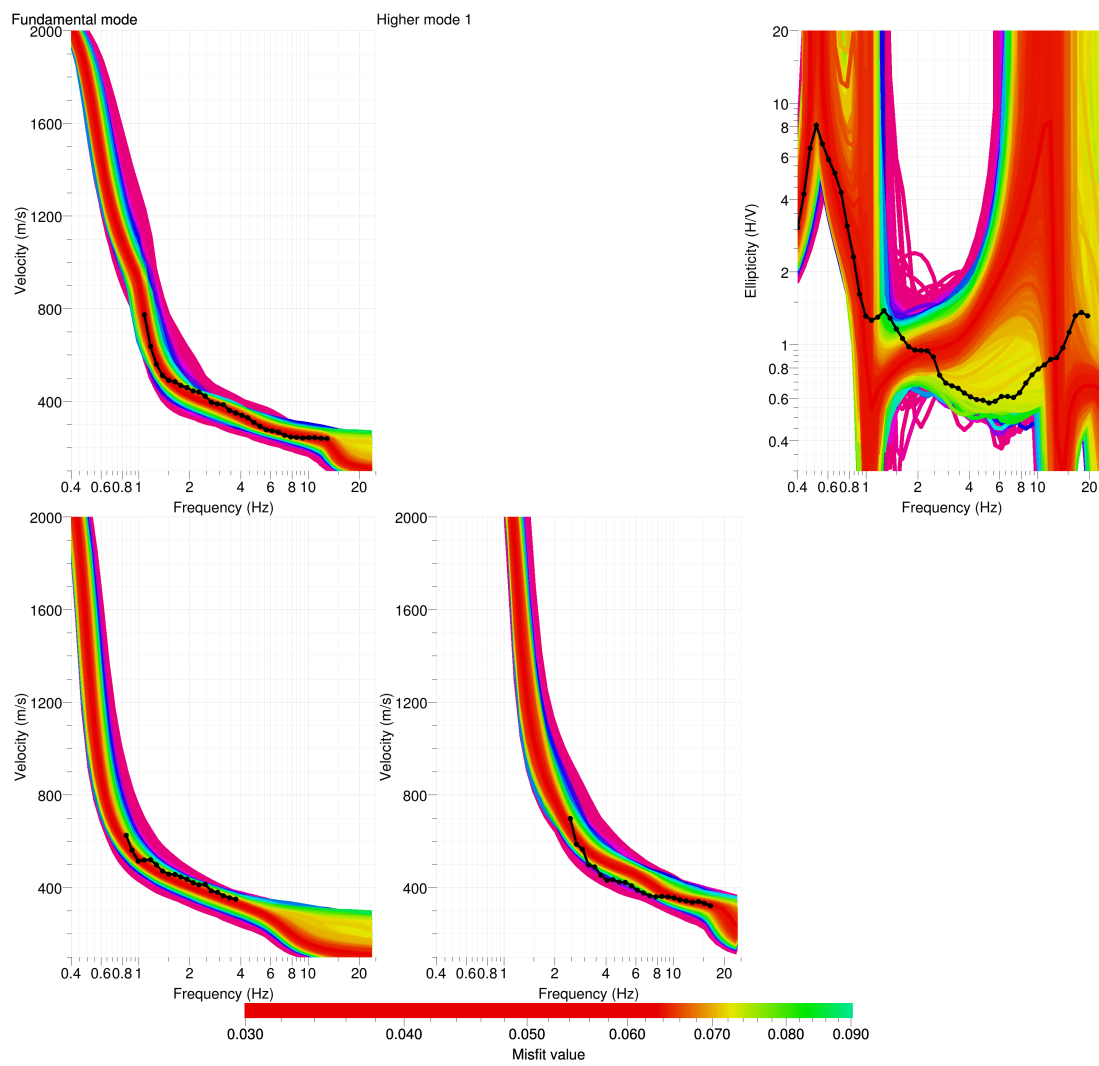 Fundamental mode
Higher mode 1
2000
1600
1200
800
400
Velocity (m/s)
0.4 0.6 0.8 1 2 4 6 8 10 20
Frequency (Hz)
20
10
8
6
4
2
1
0.8
0.6
0.4
Ellipticity (H/V)
0.4 0.6 0.8 1 2 4 6 8 10 20
Frequency (Hz)
2000
1600
1200
800
400
Velocity (m/s)
0.4 0.6 0.8 1 2 4 6 8 10 20
Frequency (Hz)
2000
1600
1200
800
400
Velocity (m/s)
0.4 0.6 0.8 1 2 4 6 8 10 20
Frequency (Hz)
0.030 0.040 0.050 0.060 0.070 0.080 0.090
Misfit value